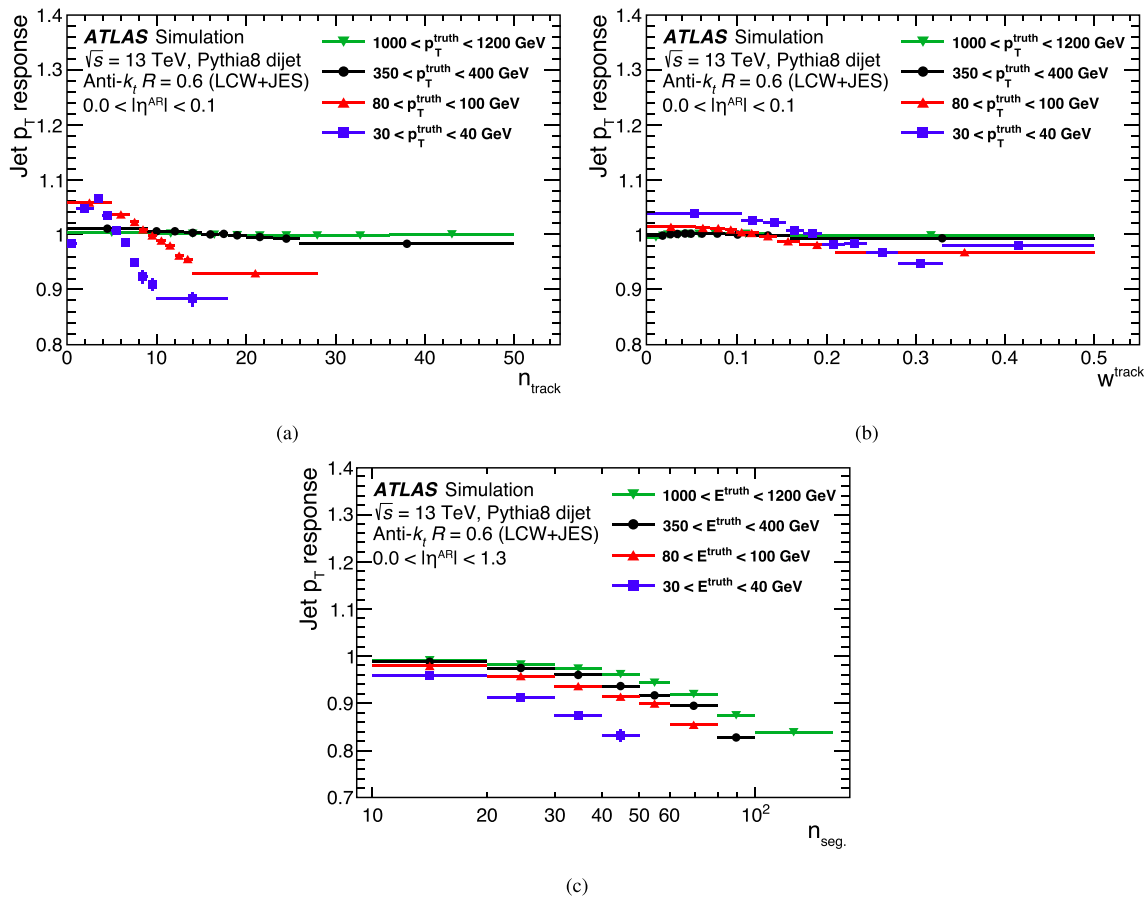 Jet p_T response
1.4
1.3
1.2
1.1
1
0.9
0.8
ATLAS Simulation
√s = 13 TeV, Pythia8 dijet
Anti-k_t R = 0.6 (LCW+JES)
0.0 < |η^AR| < 0.1
1000 < p_T^truth < 1200 GeV
350 < p_T^truth < 400 GeV
80 < p_T^truth < 100 GeV
30 < p_T^truth < 40 GeV
0 10 20 30 40 50
n_track
(a)
Jet p_T response
1.4
1.3
1.2
1.1
1
0.9
0.8
ATLAS Simulation
√s = 13 TeV, Pythia8 dijet
Anti-k_t R = 0.6 (LCW+JES)
0.0 < |η^AR| < 0.1
1000 < p_T^truth < 1200 GeV
350 < p_T^truth < 400 GeV
80 < p_T^truth < 100 GeV
30 < p_T^truth < 40 GeV
0 0.1 0.2 0.3 0.4 0.5
w^track
(b)
Jet p_T response
1.4
1.3
1.2
1.1
1
0.9
0.8
0.7
ATLAS Simulation
√s = 13 TeV, Pythia8 dijet
Anti-k_t R = 0.6 (LCW+JES)
0.0 < |η^AR| < 1.3
1000 < E^truth < 1200 GeV
350 < E^truth < 400 GeV
80 < E^truth < 100 GeV
30 < E^truth < 40 GeV
10 20 30 40 50 60 10²
n_seg.
(c)